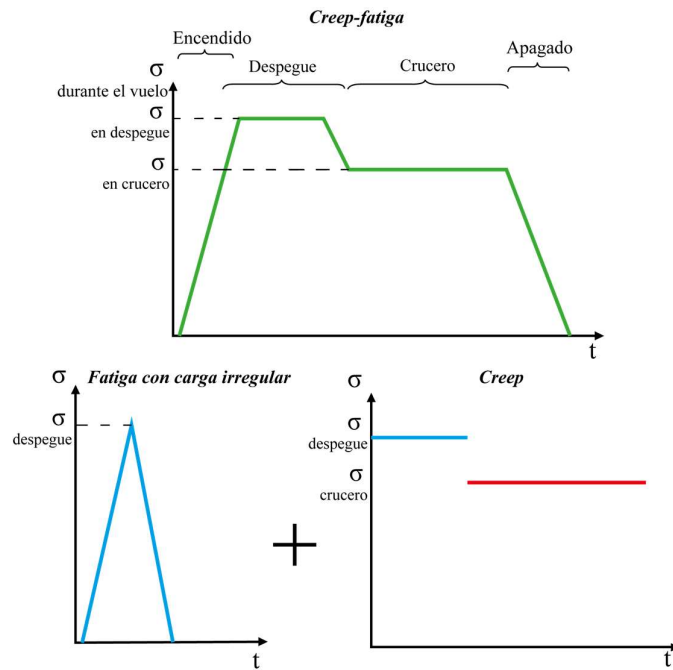 Creep-fatiga
Encendido
Despegue
Crucero
Apagado
σ
durante el vuelo
σ
en despegue
σ
en crucero
t
Fatiga con carga irregular
σ
σ
despegue
t
Creep
σ
σ
despegue
σ
crucero
t